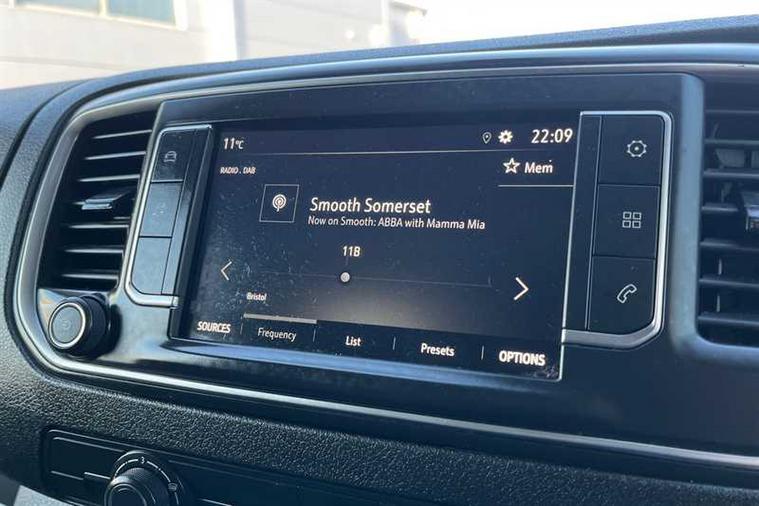 11°C
22:09
RADIO . DAB
Mem
Smooth Somerset
Now on Smooth: ABBA with Mamma Mia
11B
Bristol
SOURCES
Frequency
List
Presets
OPTIONS
3